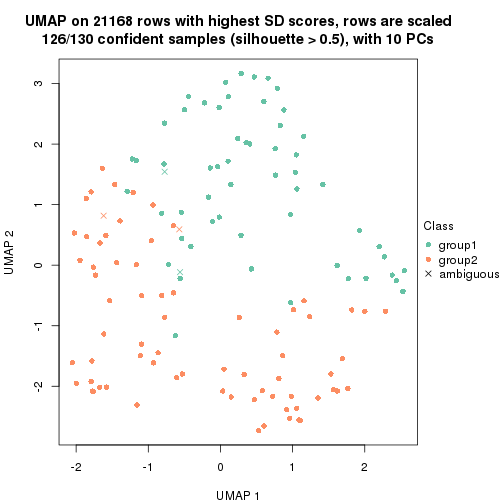 UMAP on 21168 rows with highest SD scores, rows are scaled
126/130 confident samples (silhouette > 0.5), with 10 PCs
3
2
1
0
-1
-2
UMAP 2
-2
-1
0
1
2
UMAP 1
Class
group1
group2
ambiguous